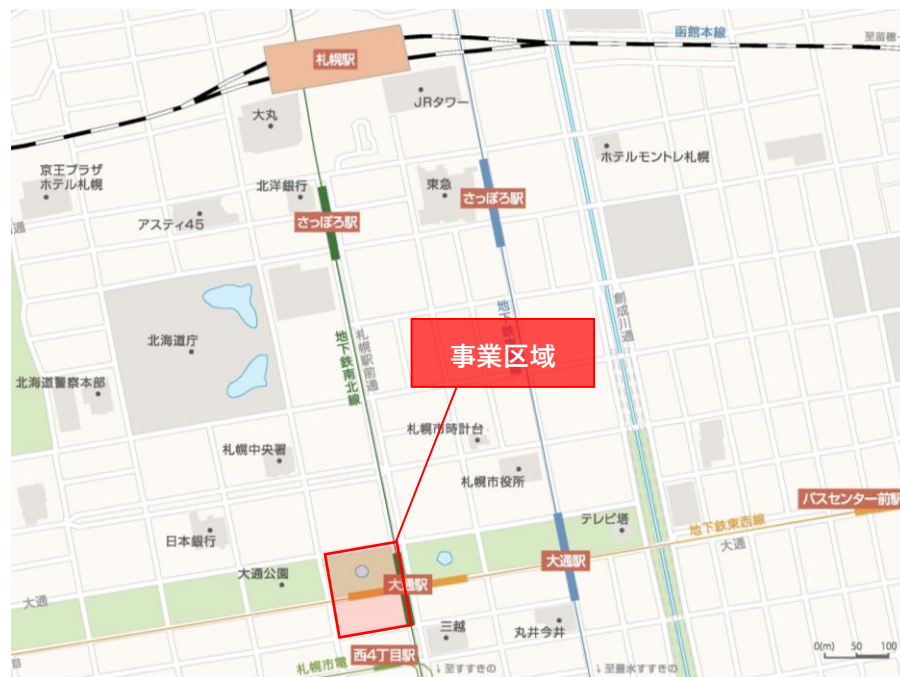 函館本線
至苗穂
札幌駅
JRタワー
大丸
ホテルモントレ札幌
京王プラザ
ホテル札幌
北洋銀行
東急
さっぽろ駅
さっぽろ駅
アスティ45
通
創成川通
地下鉄
北海道庁
地下鉄南北線
札幌駅前通
事業区域
北海道警察本部
札幌市時計台
札幌中央署
札幌市役所
バスセンター前駅
テレビ塔
地下鉄東西線
日本銀行
大通
大通駅
大通公園
大通駅
大通
三越
丸井今井
0(m) 50 100
西4丁目駅
札幌市電
↓至すすきの
↓至豊水すすきの
目